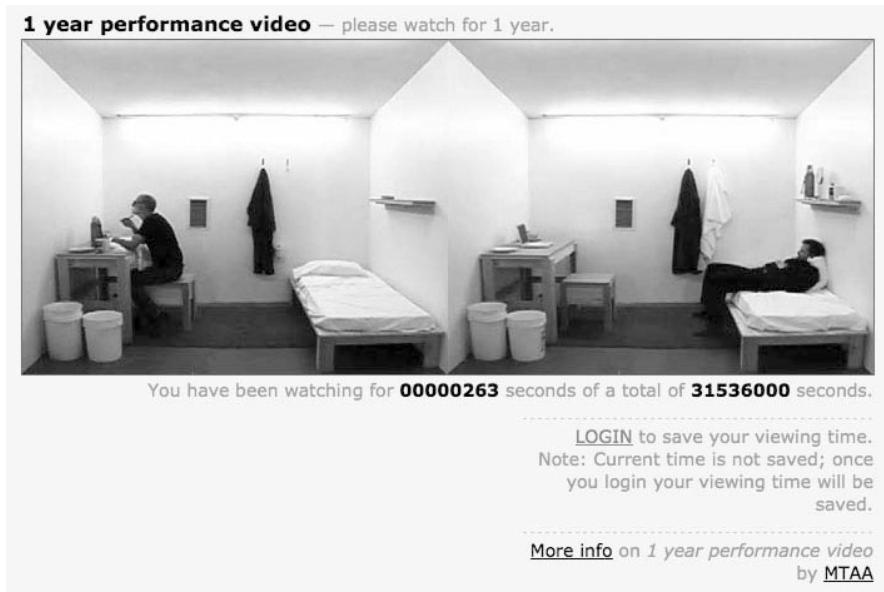 1 year performance video — please watch for 1 year.
You have been watching for 00000263 seconds of a total of 31536000 seconds.
LOGIN to save your viewing time.
Note: Current time is not saved; once
you login your viewing time will be
saved.
More info on 1 year performance video
by MTAA